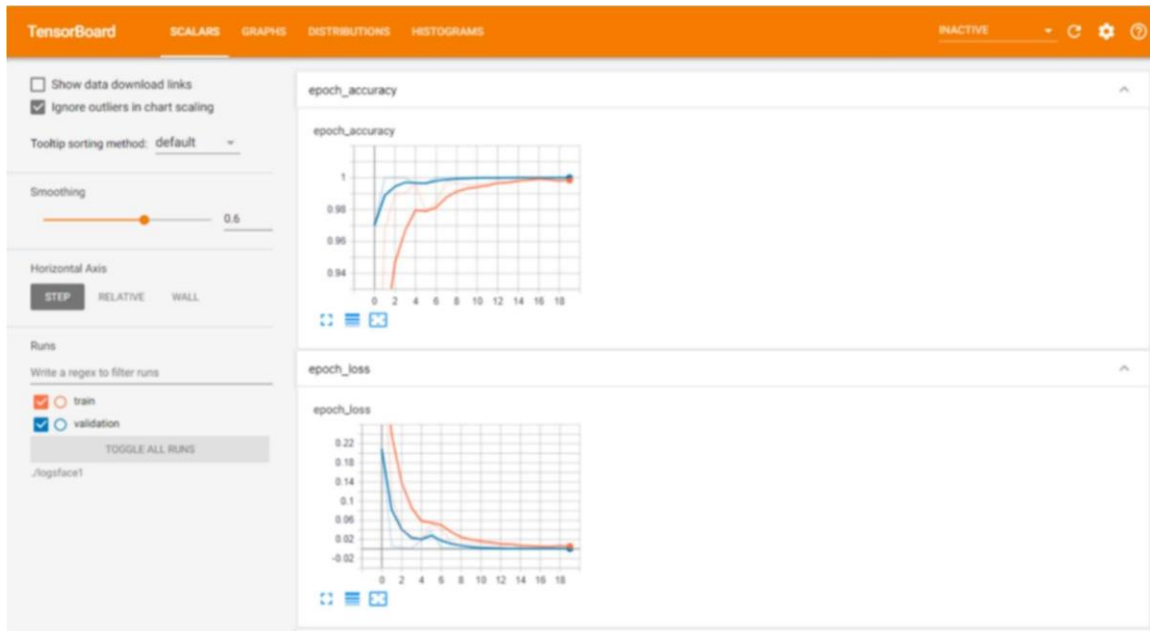 TensorBoard SCALARS GRAPHS DISTRIBUTIONS HISTOGRAMS INACTIVE
Show data download links
Ignore outliers in chart scaling
Tooltip sorting method: default
Smoothing
0.6
Horizontal Axis
STEP RELATIVE WALL
Runs
Write a regex to filter runs
train
validation
TOGGLE ALL RUNS
./logsface1
epoch_accuracy
epoch_accuracy
1
0.98
0.96
0.94
0 2 4 6 8 10 12 14 16 18
epoch_loss
epoch_loss
0.22
0.18
0.14
0.1
0.06
0.02
-0.02
0 2 4 6 8 10 12 14 16 18